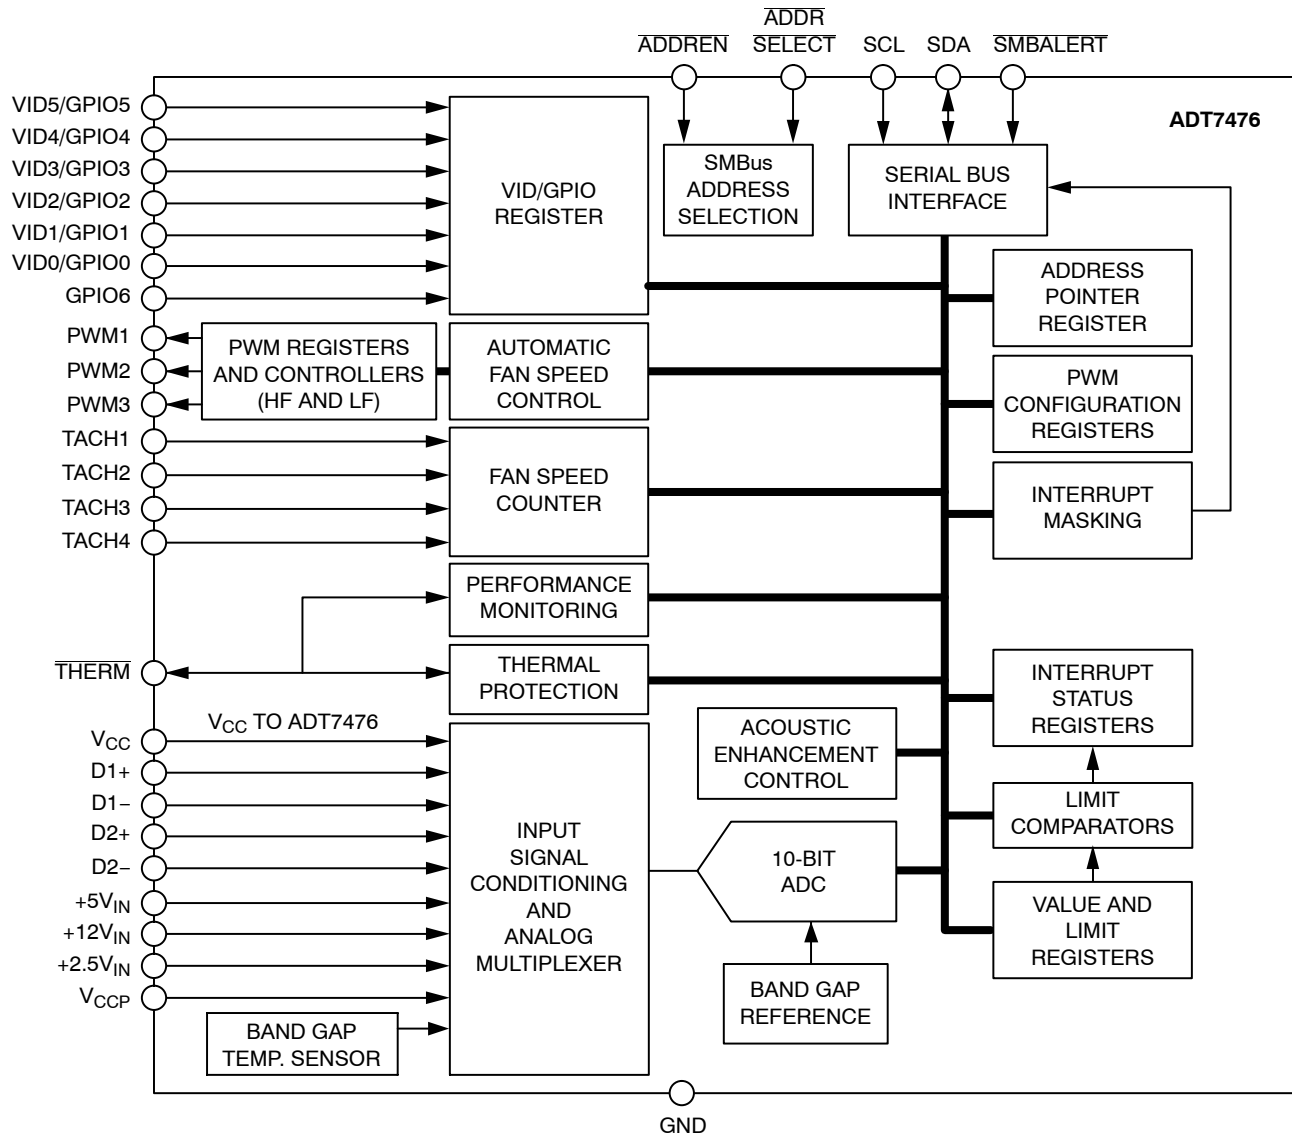 ADDR
ADDREN SELECT SCL SDA SMBALERT
ADT7476
VID5/GPIO5
VID4/GPIO4
VID3/GPIO3
VID2/GPIO2
VID1/GPIO1
VID0/GPIO0
GPIO6
VID/GPIO
REGISTER
SMBus
ADDRESS
SELECTION
SERIAL BUS
INTERFACE
ADDRESS
POINTER
REGISTER
PWM1
PWM2
PWM3
PWM REGISTERS
AND CONTROLLERS
(HF AND LF)
AUTOMATIC
FAN SPEED
CONTROL
PWM
CONFIGURATION
REGISTERS
TACH1
TACH2
TACH3
TACH4
FAN SPEED
COUNTER
INTERRUPT
MASKING
PERFORMANCE
MONITORING
THERM
THERMAL
PROTECTION
INTERRUPT
STATUS
REGISTERS
VCC TO ADT7476
VCC
D1+
D1−
D2+
D2−
+5VIN
+12VIN
+2.5VIN
VCCP
INPUT
SIGNAL
CONDITIONING
AND
ANALOG
MULTIPLEXER
ACOUSTIC
ENHANCEMENT
CONTROL
LIMIT
COMPARATORS
10-BIT
ADC
VALUE AND
LIMIT
REGISTERS
BAND GAP
REFERENCE
BAND GAP
TEMP. SENSOR
GND